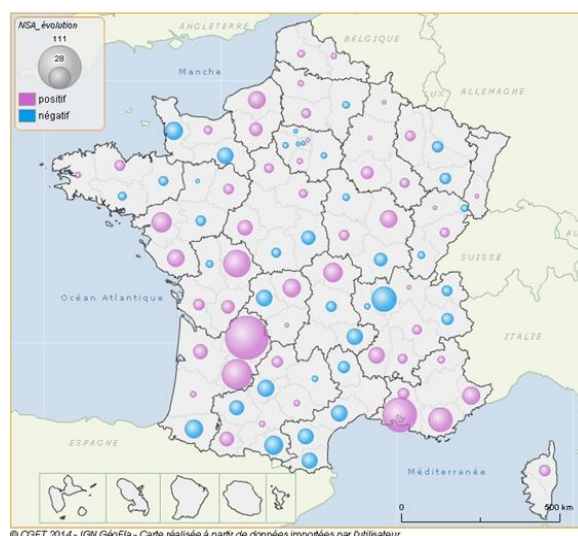 NSA_évolution
111
28
positif
négatif
ANGLETERRE
BELGIQUE
Manche
LUX
ALLEMAGNE
SUISSE
Océan Atlantique
ITALIE
ESPAGNE
Méditerranée
0
500 km
© CGET 2014 - IGN GéoFla - Carte réalisée à partir de données importées par l'utilisateur